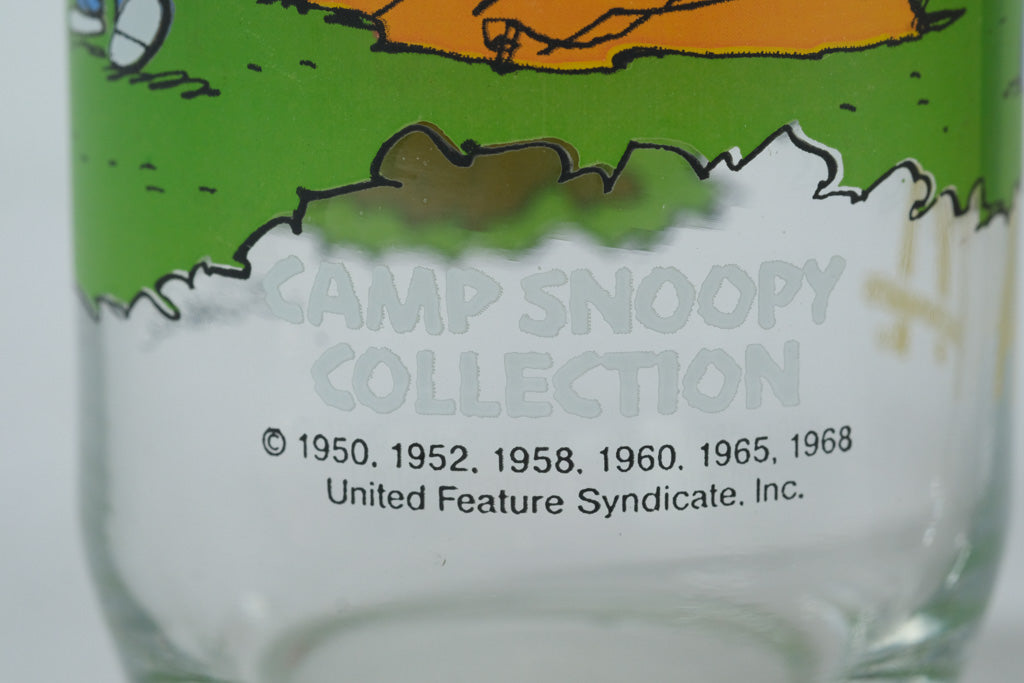 CAMP SNOOPY
COLLECTION
© 1950, 1952, 1958, 1960, 1965, 1968
United Feature Syndicate, Inc.